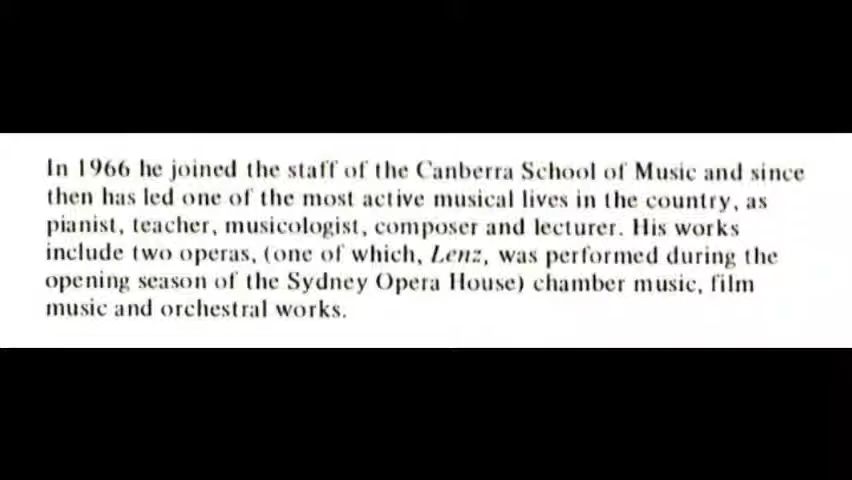 In 1966 he joined the staff of the Canberra School of Music and since
then has led one of the most active musical lives in the country, as
pianist, teacher, musicologist, composer and lecturer. His works
include two operas, (one of which, Lenz, was performed during the
opening season of the Sydney Opera House) chamber music, film
music and orchestral works.